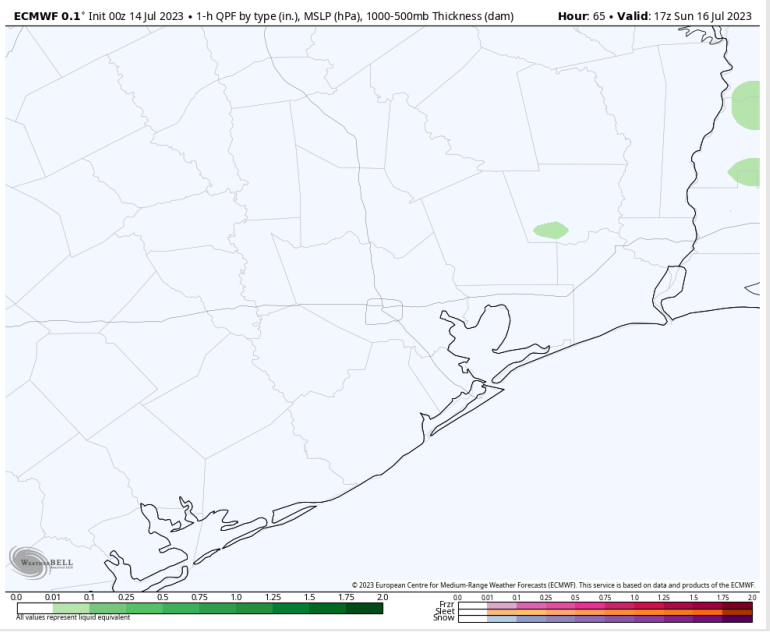 ECMWF 0.1° Init 00z 14 Jul 2023 • 1-h QPF by type (in.), MSLP (hPa), 1000-500mb Thickness (dam) Hour: 65 • Valid: 17z Sun 16 Jul 2023
WEATHERBELL
© 2023 European Centre for Medium-Range Weather Forecasts (ECMWF). This service is based on data and products of the ECMWF.
0.0 0.01 0.1 0.25 0.5 0.75 1.0 1.25 1.5 1.75 2.0
All values represent liquid equivalent
0.0 0.01 0.1 0.25 0.5 0.75 1.0 1.25 1.5 1.75 2.0
Frzr
Sleet
Snow